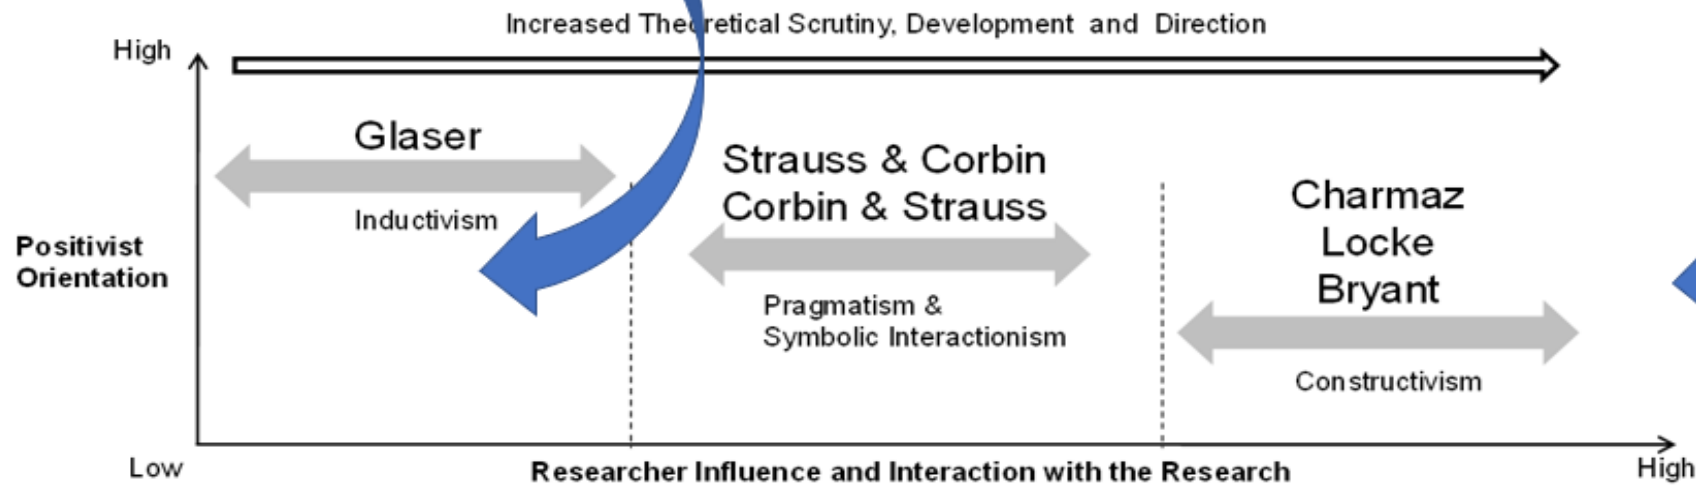 Increased Theoretical Scrutiny, Development and Direction
High
Glaser
Inductivism
Strauss & Corbin
Corbin & Strauss
Pragmatism &
Symbolic Interactionism
Charmaz
Locke
Bryant
Constructivism
Positivist
Orientation
Low
Researcher Influence and Interaction with the Research
High